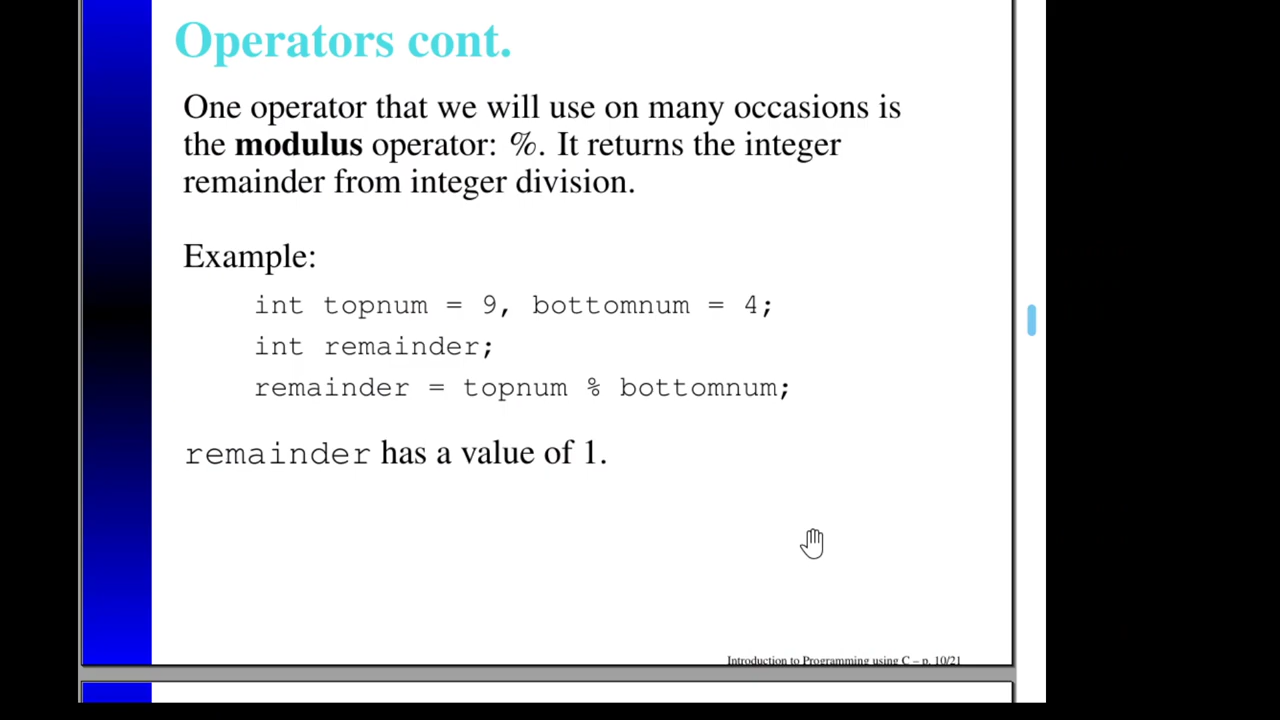 Operators cont.
One operator that we will use on many occasions is
the modulus operator: %. It returns the integer
remainder from integer division.
Example:
int topnum = 9, bottomnum = 4;
int remainder;
remainder = topnum % bottomnum;
remainder has a value of 1.
Introduction to Programming using C – p. 10/21